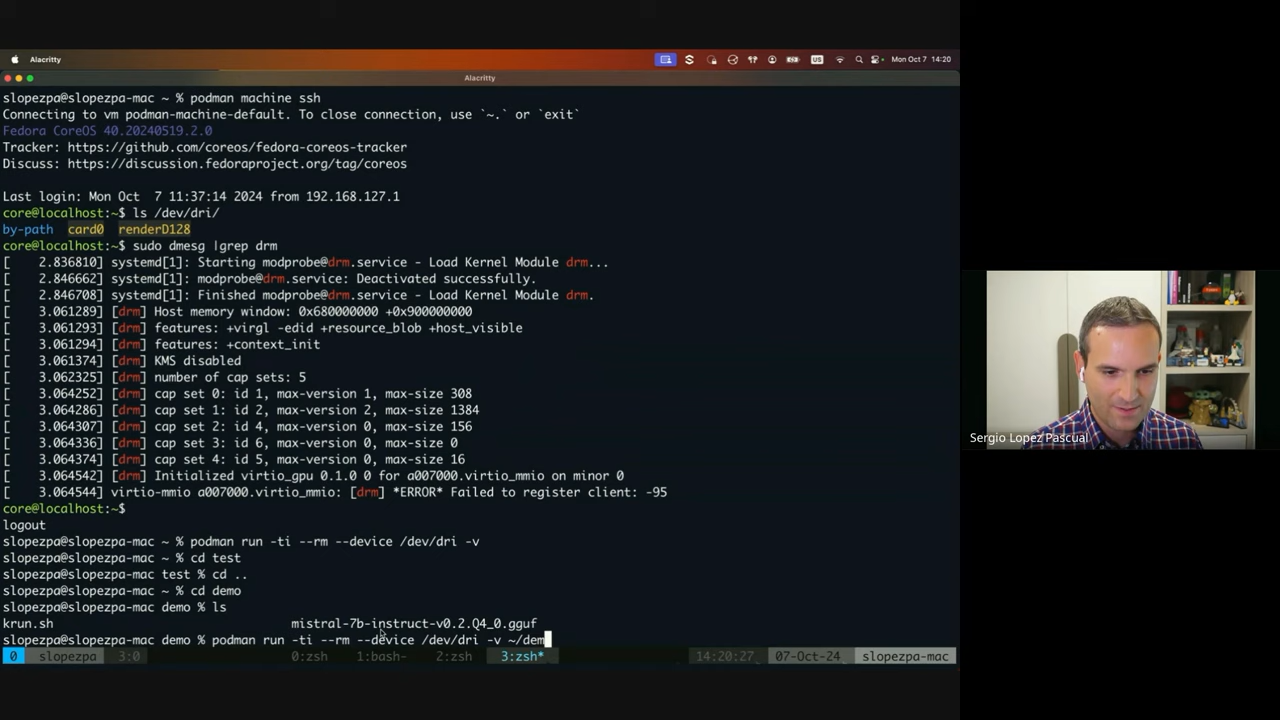 Alacritty
US
Mon Oct 7 14:20
Alacritty
slopezpa@slopezpa-mac ~ % podman machine ssh
Connecting to vm podman-machine-default. To close connection, use `~.` or `exit`
Fedora CoreOS 40.20240519.2.0
Tracker: https://github.com/coreos/fedora-coreos-tracker
Discuss: https://discussion.fedoraproject.org/tag/coreos
Last login: Mon Oct  7 11:37:14 2024 from 192.168.127.1
core@localhost:~$ ls /dev/dri/
by-path  card0  renderD128
core@localhost:~$ sudo dmesg |grep drm
[    2.836810] systemd[1]: Starting modprobe@drm.service - Load Kernel Module drm...
[    2.846662] systemd[1]: modprobe@drm.service: Deactivated successfully.
[    2.846708] systemd[1]: Finished modprobe@drm.service - Load Kernel Module drm.
[    3.061289] [drm] Host memory window: 0x680000000 +0x900000000
[    3.061293] [drm] features: +virgl -edid +resource_blob +host_visible
[    3.061294] [drm] features: +context_init
[    3.061374] [drm] KMS disabled
[    3.062325] [drm] number of cap sets: 5
[    3.064252] [drm] cap set 0: id 1, max-version 1, max-size 308
[    3.064286] [drm] cap set 1: id 2, max-version 2, max-size 1384
[    3.064307] [drm] cap set 2: id 4, max-version 0, max-size 156
[    3.064336] [drm] cap set 3: id 6, max-version 0, max-size 0
[    3.064374] [drm] cap set 4: id 5, max-version 0, max-size 16
[    3.064542] [drm] Initialized virtio_gpu 0.1.0 0 for a007000.virtio_mmio on minor 0
[    3.064544] virtio-mmio a007000.virtio_mmio: [drm] *ERROR* Failed to register client: -95
core@localhost:~$
logout
slopezpa@slopezpa-mac ~ % podman run -ti --rm --device /dev/dri -v
slopezpa@slopezpa-mac ~ % cd test
slopezpa@slopezpa-mac test % cd ..
slopezpa@slopezpa-mac ~ % cd demo
slopezpa@slopezpa-mac demo % ls
krun.sh  mistral-7b-instruct-v0.2.Q4_0.gguf
slopezpa@slopezpa-mac demo % podman run -ti --rm --device /dev/dri -v ~/dem
0  slopezpa  3:0  0:zsh  1:bash-  2:zsh  3:zsh*  14:20:27  07-Oct-24  slopezpa-mac
Sergio Lopez Pascual